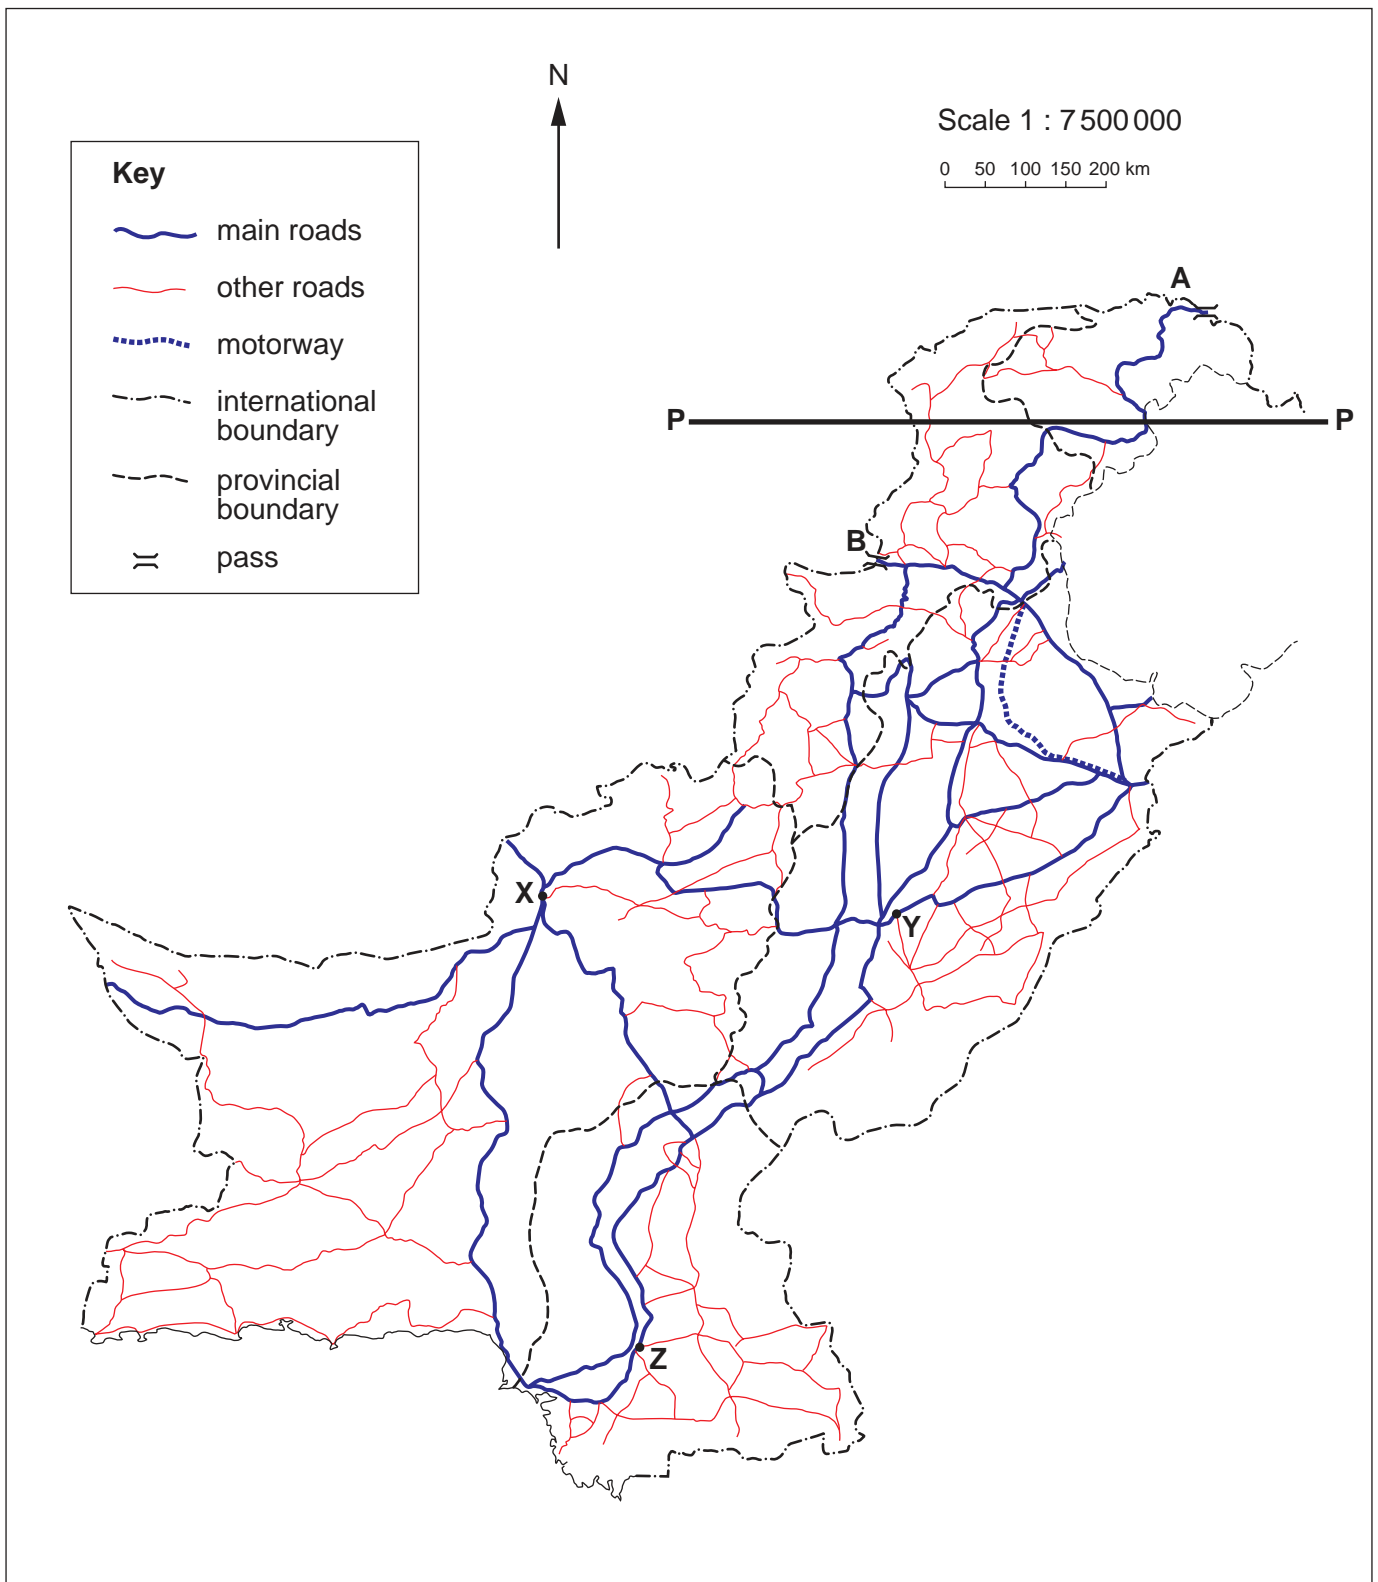 N
Scale 1 : 7 500 000
0 50 100 150 200 km
Key
main roads
other roads
motorway
international
boundary
provincial
boundary
pass
A
P P
B
X
Y
Z